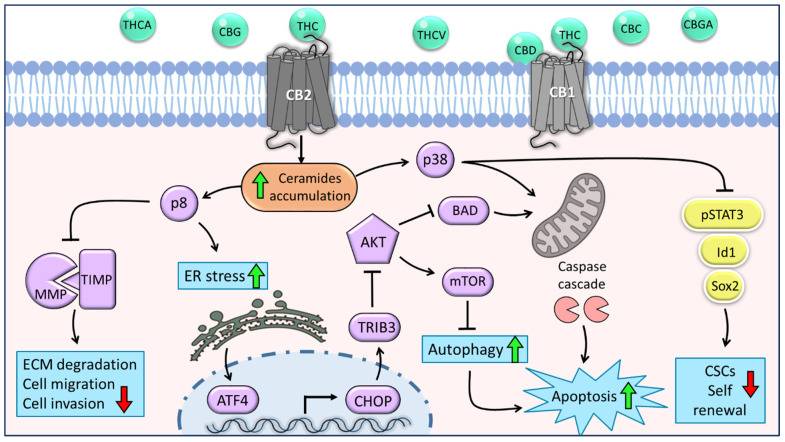 THCA
CBG
THC
THCV
CBD
THC
CBC
CBGA
CB2
CB1
Ceramides
accumulation
p38
p8
BAD
pSTAT3
AKT
Id1
MMP
TIMP
ER stress
mTOR
Caspase
cascade
Sox2
TRIB3
Autophagy
ECM degradation
Cell migration
Cell invasion
ATF4
CHOP
Apoptosis
CSCs
Self
renewal